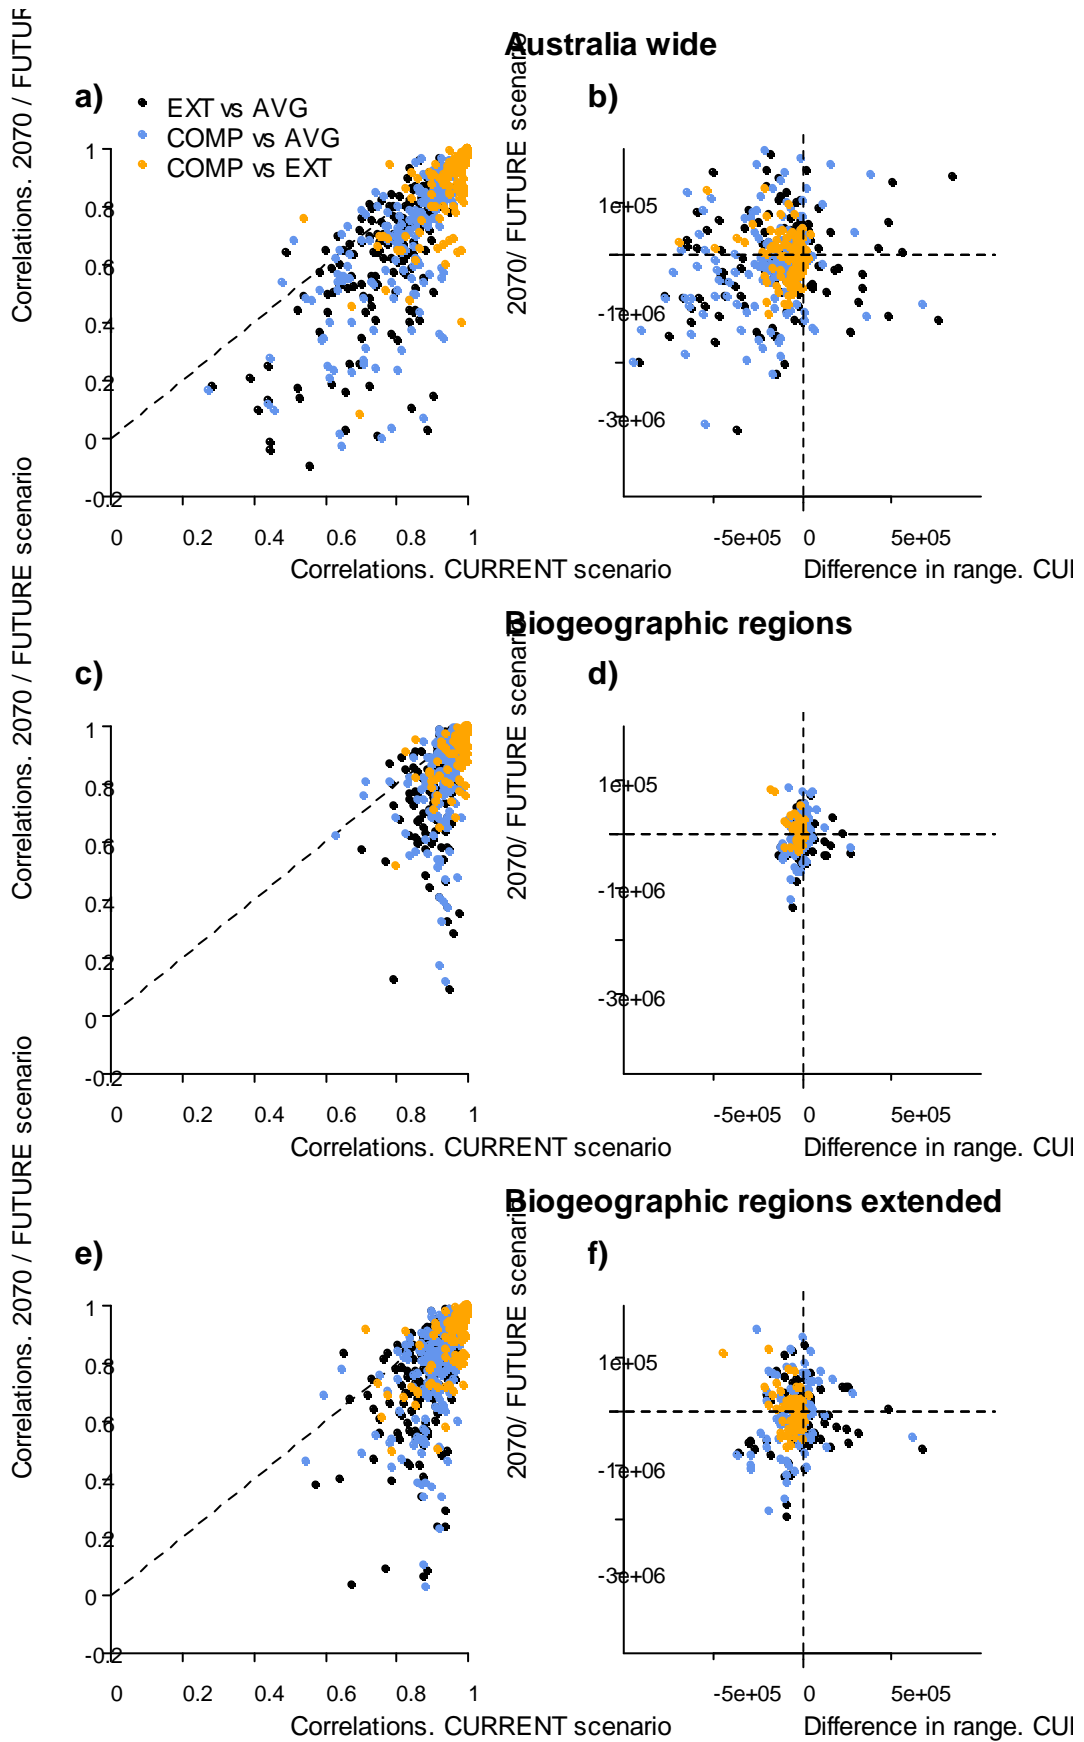 Australia wide
a)
EXT vs AVG
COMP vs AVG
COMP vs EXT
Correlations. 2070 / FUTUR
1
0.8
0.6
0.4
0.2
0
-0.2
0 0.2 0.4 0.6 0.8 1
Correlations. CURRENT scenario
b)
2070/ FUTURE scenario
1e+05
-1e+06
-3e+06
-5e+05 0 5e+05
Difference in range. CU
Biogeographic regions
c)
Correlations. 2070 / FUTURE scenario
1
0.8
0.6
0.4
0.2
0
-0.2
0 0.2 0.4 0.6 0.8 1
Correlations. CURRENT scenario
d)
2070/ FUTURE scenario
1e+05
-1e+06
-3e+06
-5e+05 0 5e+05
Difference in range. CU
Biogeographic regions extended
e)
Correlations. 2070 / FUTURE scenario
1
0.8
0.6
0.4
0.2
0
-0.2
0 0.2 0.4 0.6 0.8 1
Correlations. CURRENT scenario
f)
2070/ FUTURE scenario
1e+05
-1e+06
-3e+06
-5e+05 0 5e+05
Difference in range. CU